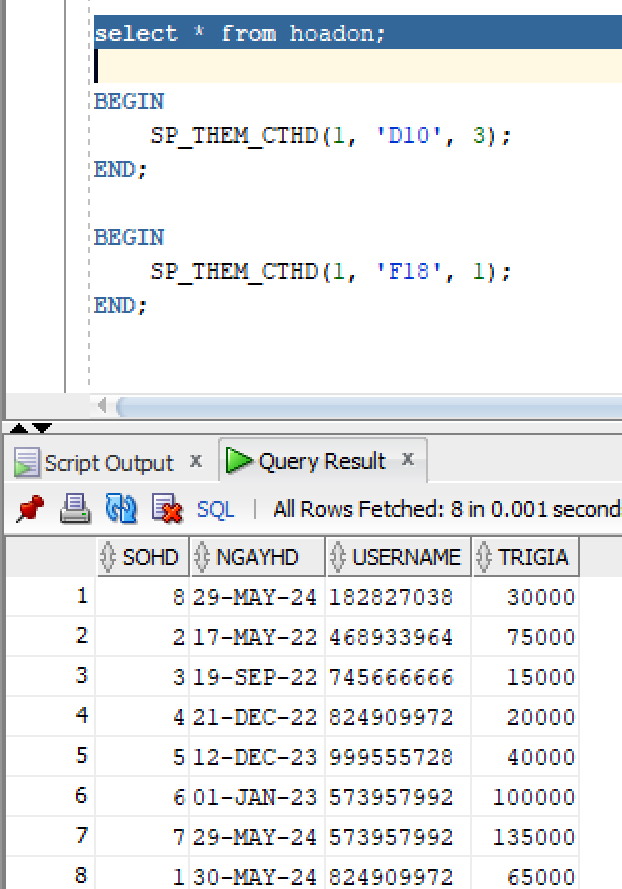 select * from hoadon;
BEGIN
SP_THEM_CTHD(1, 'D10', 3);
END;
BEGIN
SP_THEM_CTHD(1, 'F18', 1);
END;
Script Output x Query Result x
SQL | All Rows Fetched: 8 in 0.001 second
SOHD NGAYHD USERNAME TRIGIA
1 8 29-MAY-24 182827038 30000
2 2 17-MAY-22 468933964 75000
3 3 19-SEP-22 745666666 15000
4 4 21-DEC-22 824909972 20000
5 5 12-DEC-23 999555728 40000
6 6 01-JAN-23 573957992 100000
7 7 29-MAY-24 573957992 135000
8 1 30-MAY-24 824909972 65000